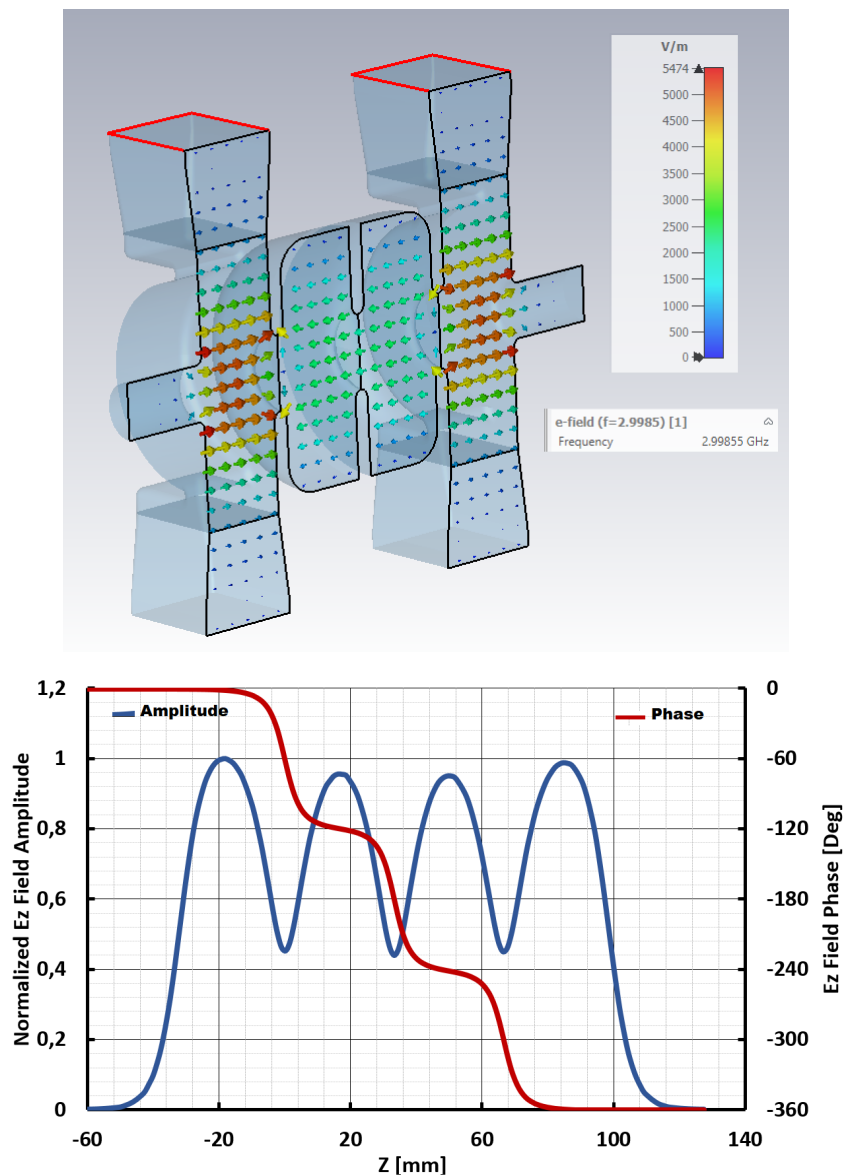 V/m
5474
5000
4500
4000
3500
3000
2500
2000
1500
1000
500
0
e-field (f=2.9985) [1]
Frequency 2.99855 GHz
Amplitude
Phase
Normalized Ez Field Amplitude
1,2
1
0,8
0,6
0,4
0,2
0
Ez Field Phase [Deg]
0
-60
-120
-180
-240
-300
-360
-60 -20 20 60 100 140
Z [mm]